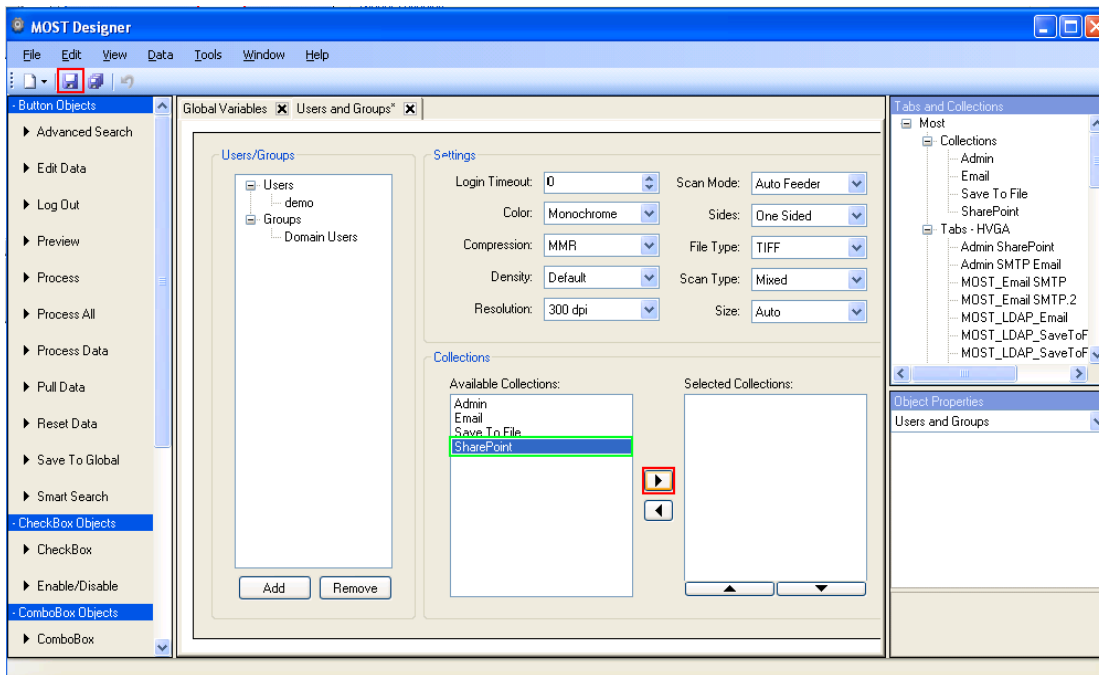 MOST Designer
File Edit View Data Tools Window Help
- Button Objects
Advanced Search
Edit Data
Log Out
Preview
Process
Process All
Process Data
Pull Data
Reset Data
Save To Global
Smart Search
- CheckBox Objects
CheckBox
Enable/Disable
- ComboBox Objects
ComboBox
Global Variables Users and Groups*
Users/Groups
Users
demo
Groups
Domain Users
Add Remove
Settings
Login Timeout: 0 Scan Mode: Auto Feeder
Color: Monochrome Sides: One Sided
Compression: MMR File Type: TIFF
Density: Default Scan Type: Mixed
Resolution: 300 dpi Size: Auto
Collections
Available Collections:
Admin
Email
Save To File
SharePoint
Selected Collections:
Tabs and Collections
Most
Collections
Admin
Email
Save To File
SharePoint
Tabs - HVGA
Admin SharePoint
Admin SMTP Email
MOST_Email SMTP
MOST_Email SMTP.2
MOST_LDAP_Email
MOST_LDAP_SaveToF
MOST_LDAP_SaveToF
Object Properties
Users and Groups